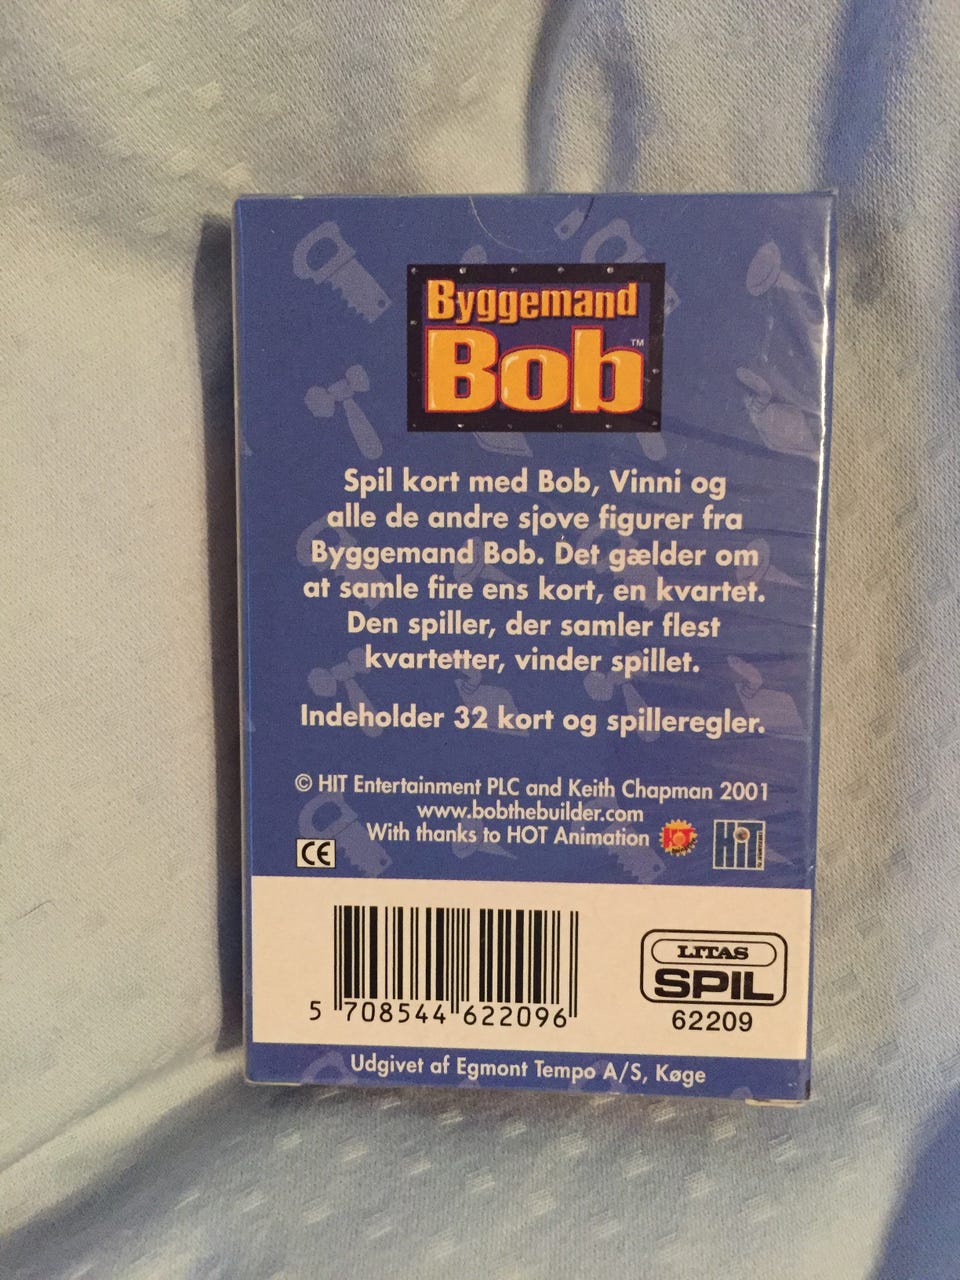 Byggemand
Bob™
Spil kort med Bob, Vinni og
alle de andre sjove figurer fra
Byggemand Bob. Det gælder om
at samle fire ens kort, en kvartet.
Den spiller, der samler flest
kvartetter, vinder spillet.
Indeholder 32 kort og spilleregler.
© HIT Entertainment PLC and Keith Chapman 2001
www.bobthebuilder.com
With thanks to HOT Animation
HOT
HiT
CE
LITAS
SPIL
62209
5 708544 622096
Udgivet af Egmont Tempo A/S, Køge